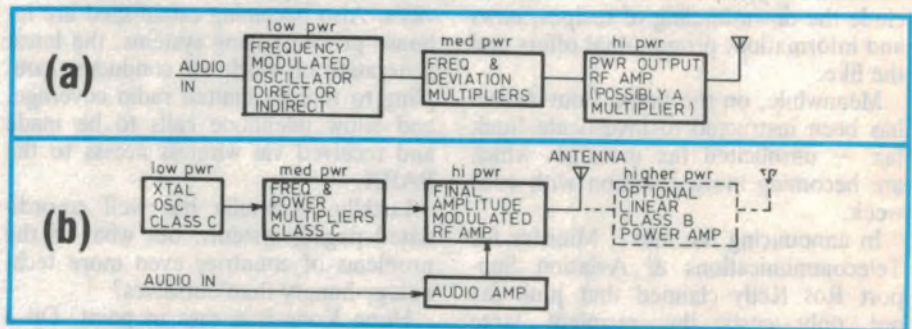 (a)
low pwr
AUDIO IN
FREQUENCY
MODULATED
OSCILLATOR
DIRECT OR
INDIRECT
med pwr
FREQ &
DEVIATION
MULTIPLIERS
hi pwr
PWR OUTPUT
RF AMP
(POSSIBLY A
MULTIPLIER)
(b)
low pwr
XTAL
OSC
CLASS C
med pwr
FREQ &
POWER
MULTIPLIERS
CLASS C
hi pwr
FINAL
AMPLITUDE
MODULATED
RF AMP
ANTENNA
higher pwr
OPTIONAL
LINEAR
CLASS B
POWER AMP
AUDIO IN
AUDIO AMP